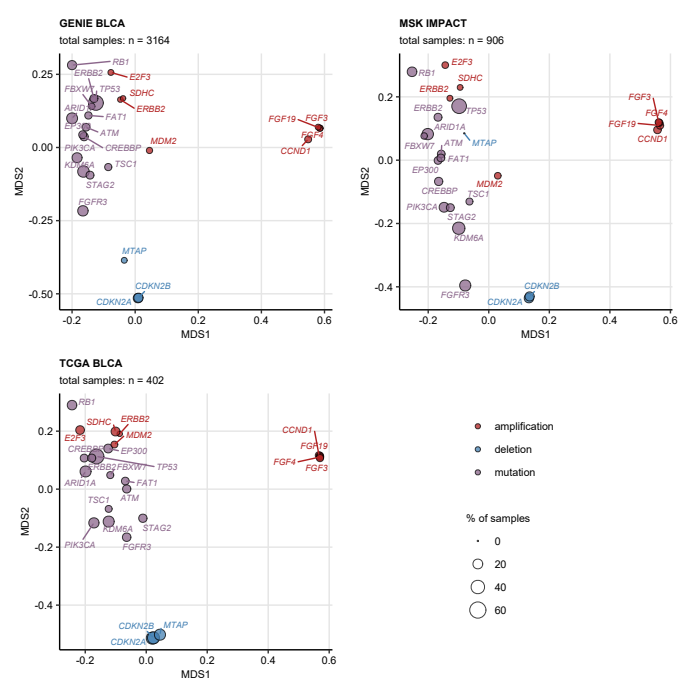 GENIE BLCA
total samples: n = 3164
RB1
E2F3
ERBB2
FBXW7
TP53
SDHC
ERBB2
ARID1A
FAT1
EP300
ATM
CREBBP
MDM2
PIK3CA
KDM6A
TSC1
STAG2
FGFR3
FGF19
FGF3
FGF4
CCND1
MTAP
CDKN2B
CDKN2A
0.25
0.00
-0.25
-0.50
MDS2
-0.2
0.0
0.2
0.4
0.6
MDS1
MSK IMPACT
total samples: n = 906
E2F3
RB1
SDHC
ERBB2
ERBB2
TP53
ARID1A
FBXW7
ATM
MTAP
FAT1
EP300
MDM2
CREBBP
TSC1
PIK3CA
STAG2
KDM6A
FGFR3
FGF3
FGF4
FGF19
CCND1
CDKN2B
CDKN2A
0.2
0.0
-0.2
-0.4
MDS2
-0.2
0.0
0.2
0.4
0.6
MDS1
TCGA BLCA
total samples: n = 402
RB1
SDHC
ERBB2
E2F3
MDM2
CREBBP
EP300
ERBB2
FBXW7
TP53
ARID1A
FAT1
TSC1
ATM
KDM6A
STAG2
PIK3CA
FGFR3
CCND1
FGF19
FGF4
FGF3
CDKN2B
MTAP
CDKN2A
0.2
0.0
-0.2
-0.4
MDS2
-0.2
0.0
0.2
0.4
0.6
MDS1
amplification
deletion
mutation
% of samples
0
20
40
60